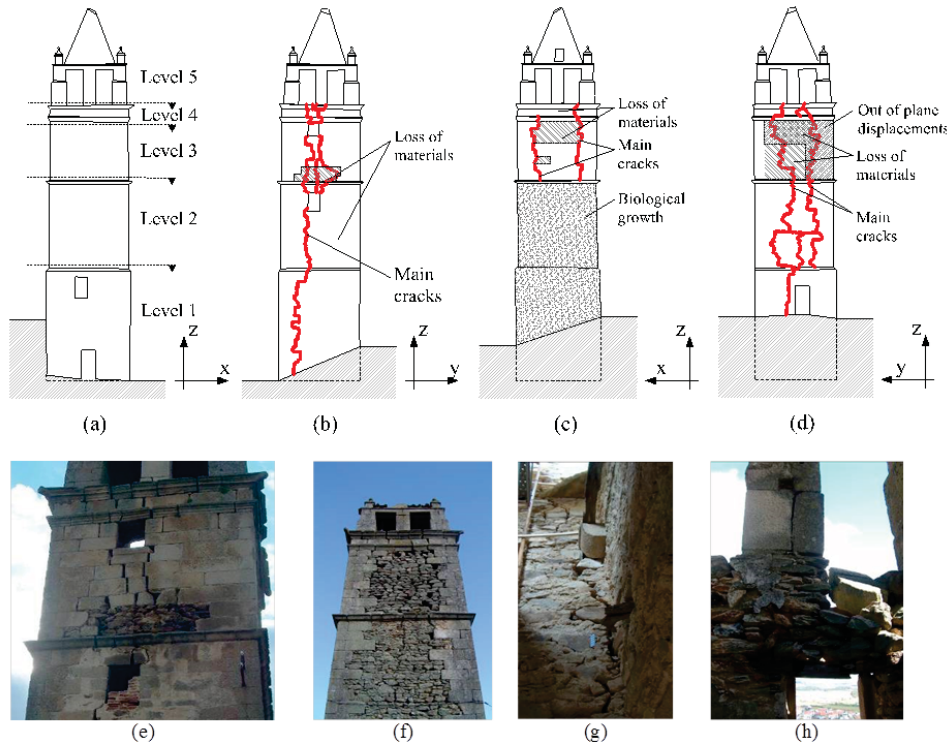 Level 5
Level 4
Level 3
Level 2
Level 1
z
x
(a)
Loss of
materials
Main
cracks
z
y
(b)
Loss of
materials
Main
cracks
Biological
growth
z
x
(c)
Out of plane
displacements
Loss of
materials
Main
cracks
z
y
(d)
(e)
(f)
(g)
(h)